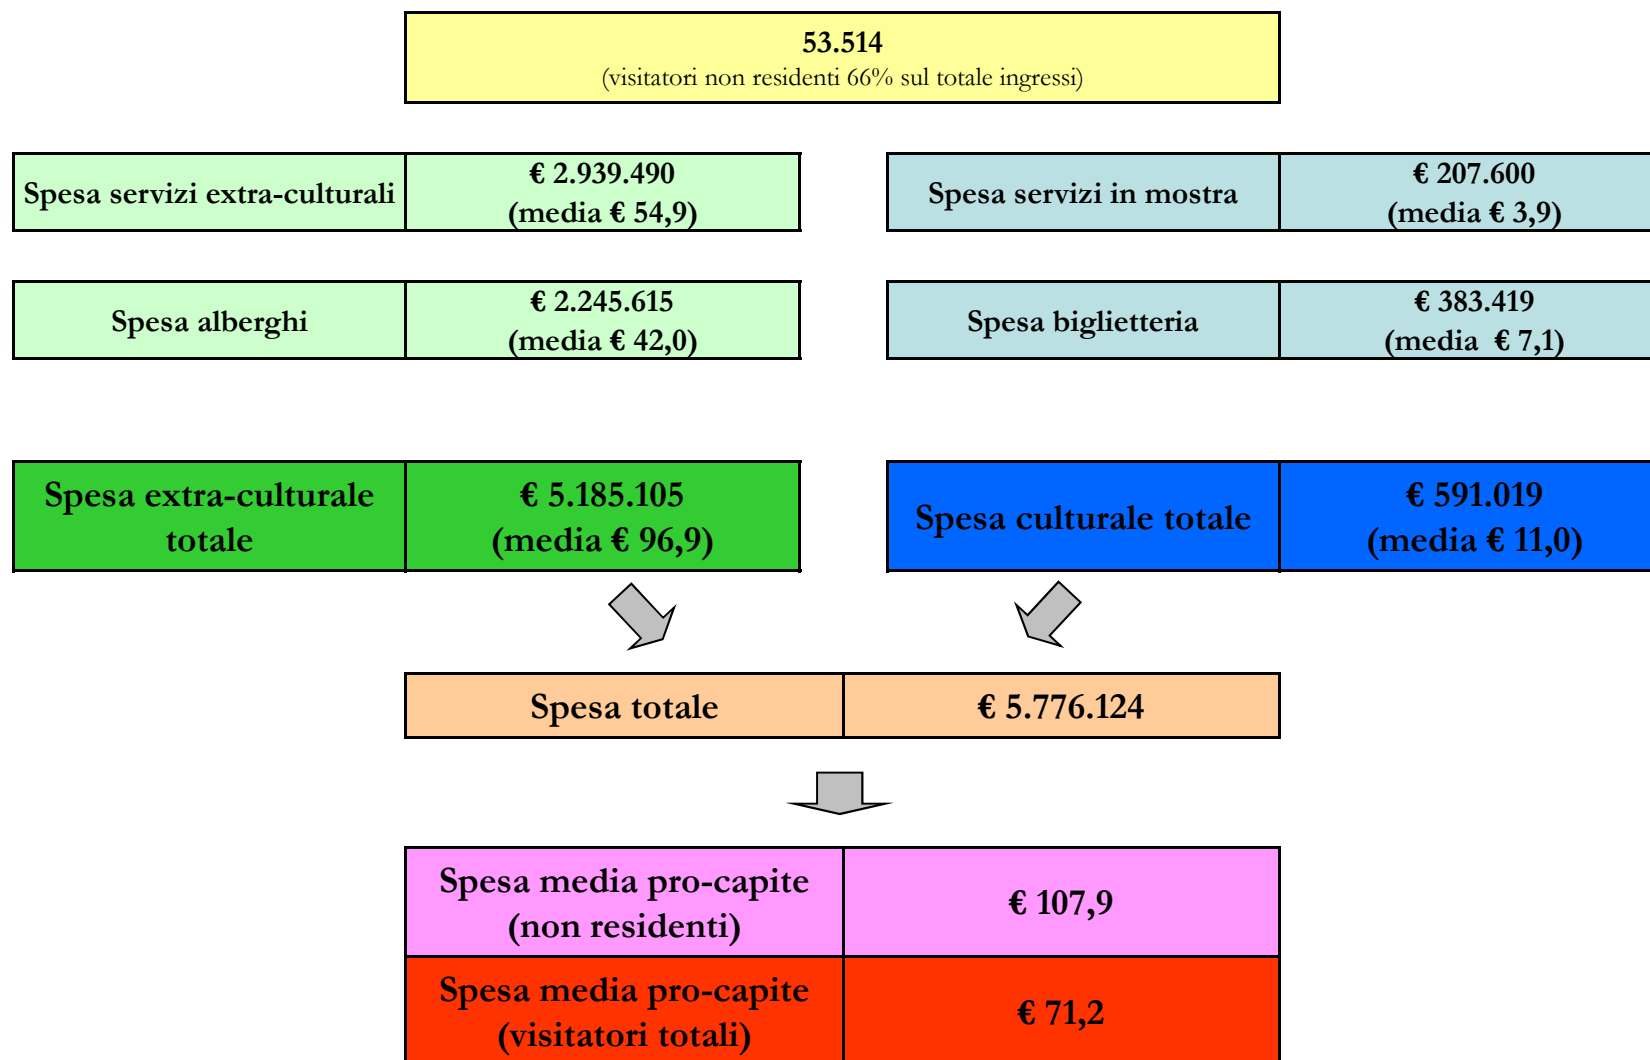 53.514
(visitatori non residenti 66% sul totale ingressi)
Spesa servizi extra-culturali
€ 2.939.490
(media € 54,9)
Spesa servizi in mostra
€ 207.600
(media € 3,9)
Spesa alberghi
€ 2.245.615
(media € 42,0)
Spesa biglietteria
€ 383.419
(media € 7,1)
Spesa extra-culturale
totale
€ 5.185.105
(media € 96,9)
Spesa culturale totale
€ 591.019
(media € 11,0)
Spesa totale
€ 5.776.124
Spesa media pro-capite
(non residenti)
€ 107,9
Spesa media pro-capite
(visitatori totali)
€ 71,2